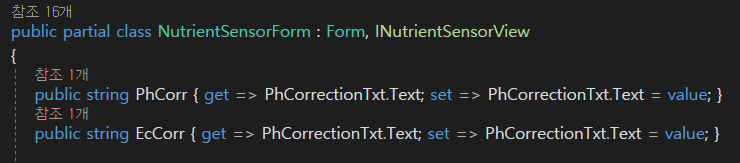 참조 16개
public partial class NutrientSensorForm : Form, INutrientSensorView
{
참조 1개
public string PhCorr { get => PhCorrectionTxt.Text; set => PhCorrectionTxt.Text = value; }
참조 1개
public string EcCorr { get => PhCorrectionTxt.Text; set => PhCorrectionTxt.Text = value; }